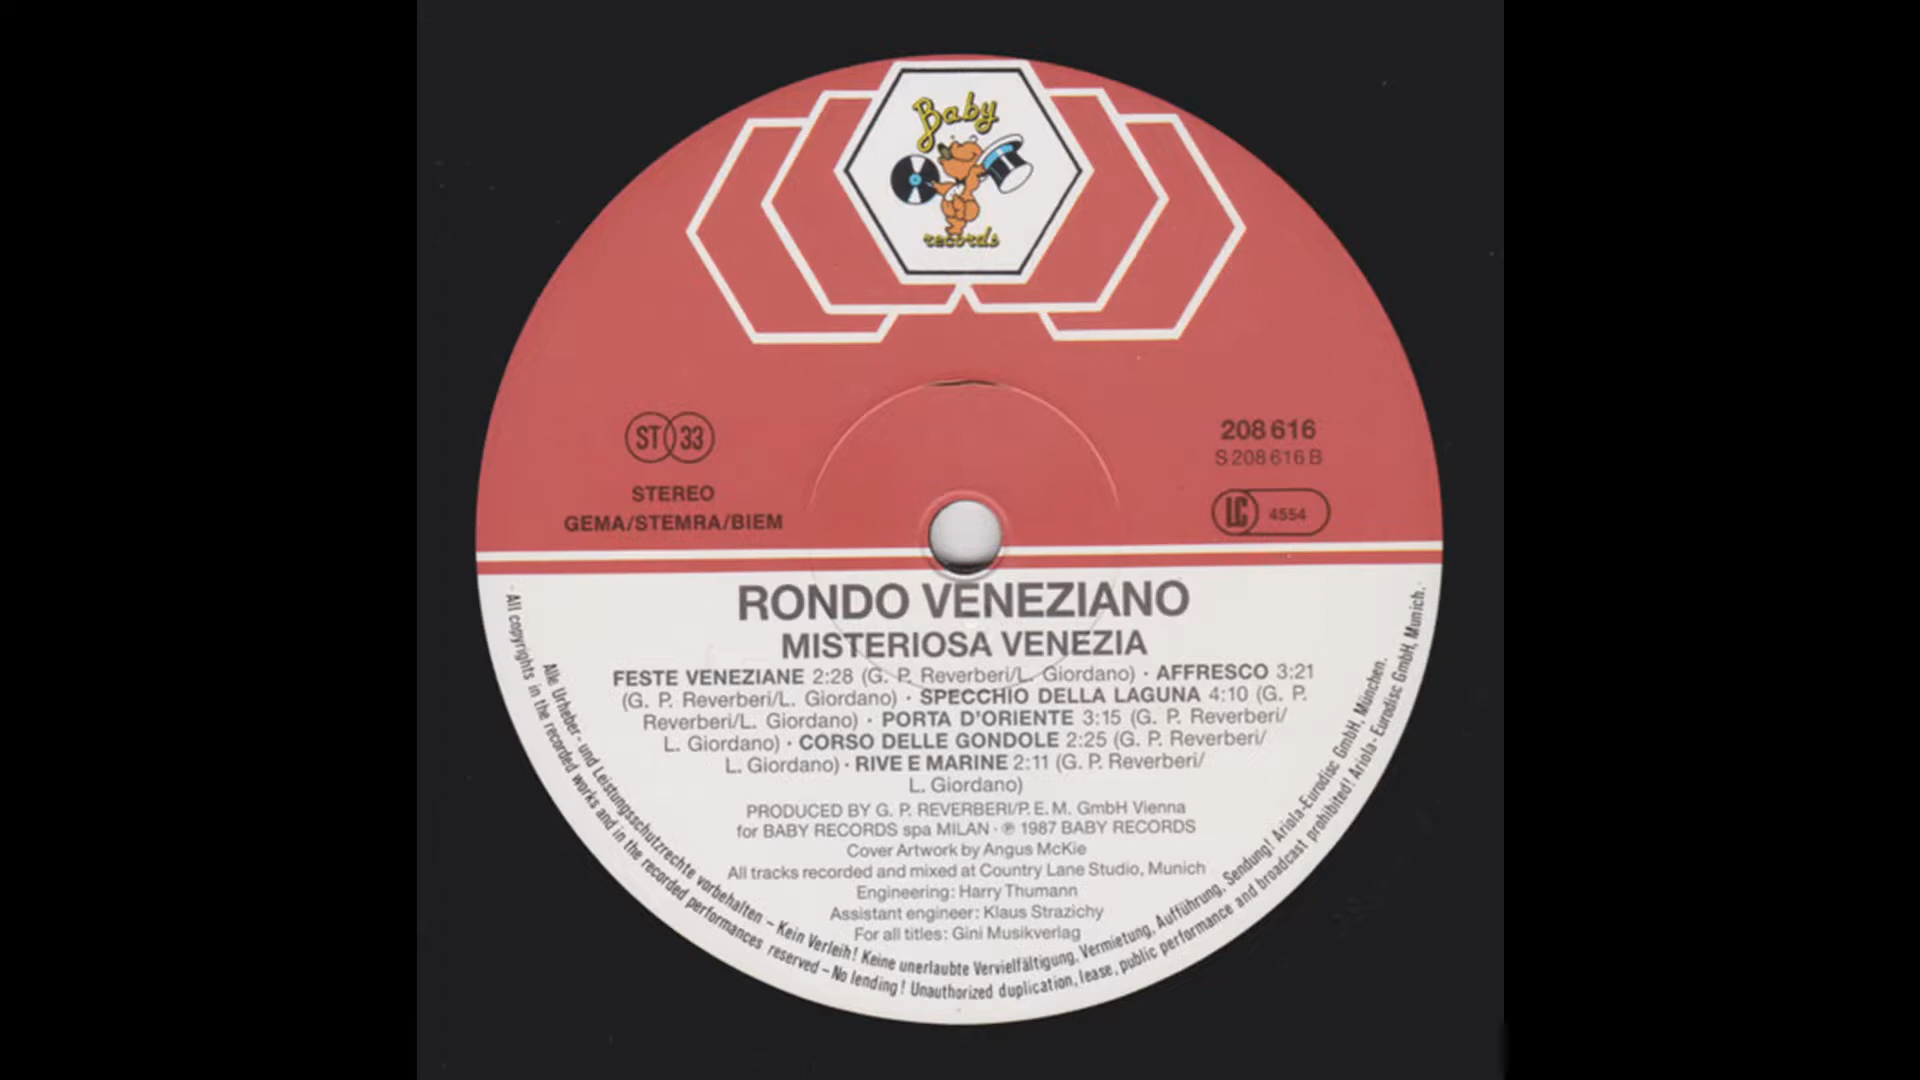 Baby
records
ST 33
STEREO
GEMA/STEMRA/BIEM
208 616
S 208 616 B
LC 4554
RONDO VENEZIANO
MISTERIOSA VENEZIA
FESTE VENEZIANE 2:28 (G. P. Reverberi/L. Giordano) · AFFRESCO 3:21
(G. P. Reverberi/L. Giordano) · SPECCHIO DELLA LAGUNA 4:10 (G. P.
Reverberi/L. Giordano) · PORTA D'ORIENTE 3:15 (G. P. Reverberi/
L. Giordano) · CORSO DELLE GONDOLE 2:25 (G. P. Reverberi/
L. Giordano) · RIVE E MARINE 2:11 (G. P. Reverberi/
L. Giordano)
PRODUCED BY G. P. REVERBERI/P. E. M. GmbH Vienna
for BABY RECORDS spa MILAN · ℗ 1987 BABY RECORDS
Cover Artwork by Angus McKie
All tracks recorded and mixed at Country Lane Studio, Munich
Engineering: Harry Thumann
Assistant engineer: Klaus Strazichy
For all titles: Gini Musikverlag
Alle Urheber- und Leistungsschutzrechte vorbehalten – Kein Verleih! Keine unerlaubte Vervielfältigung, Vermietung, Aufführung, Sendung! Ariola-Eurodisc GmbH, München.
· All copyrights in the recorded works and in the recorded performances reserved – No lending! Unauthorized duplication, lease, public performance and broadcast prohibited! Ariola-Eurodisc GmbH, Munich. ·